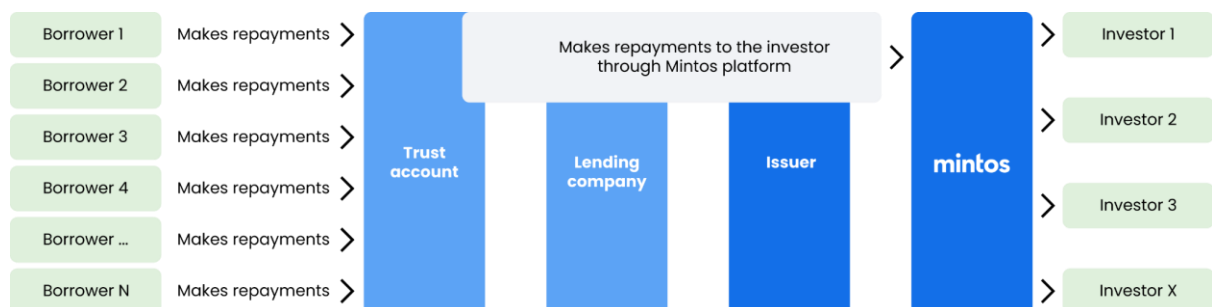 Borrower 1
Makes repayments
Borrower 2
Makes repayments
Borrower 3
Makes repayments
Borrower 4
Makes repayments
Borrower ...
Makes repayments
Borrower N
Makes repayments
Trust
account
Makes repayments to the investor
through Mintos platform
Lending
company
Issuer
mintos
Investor 1
Investor 2
Investor 3
Investor X